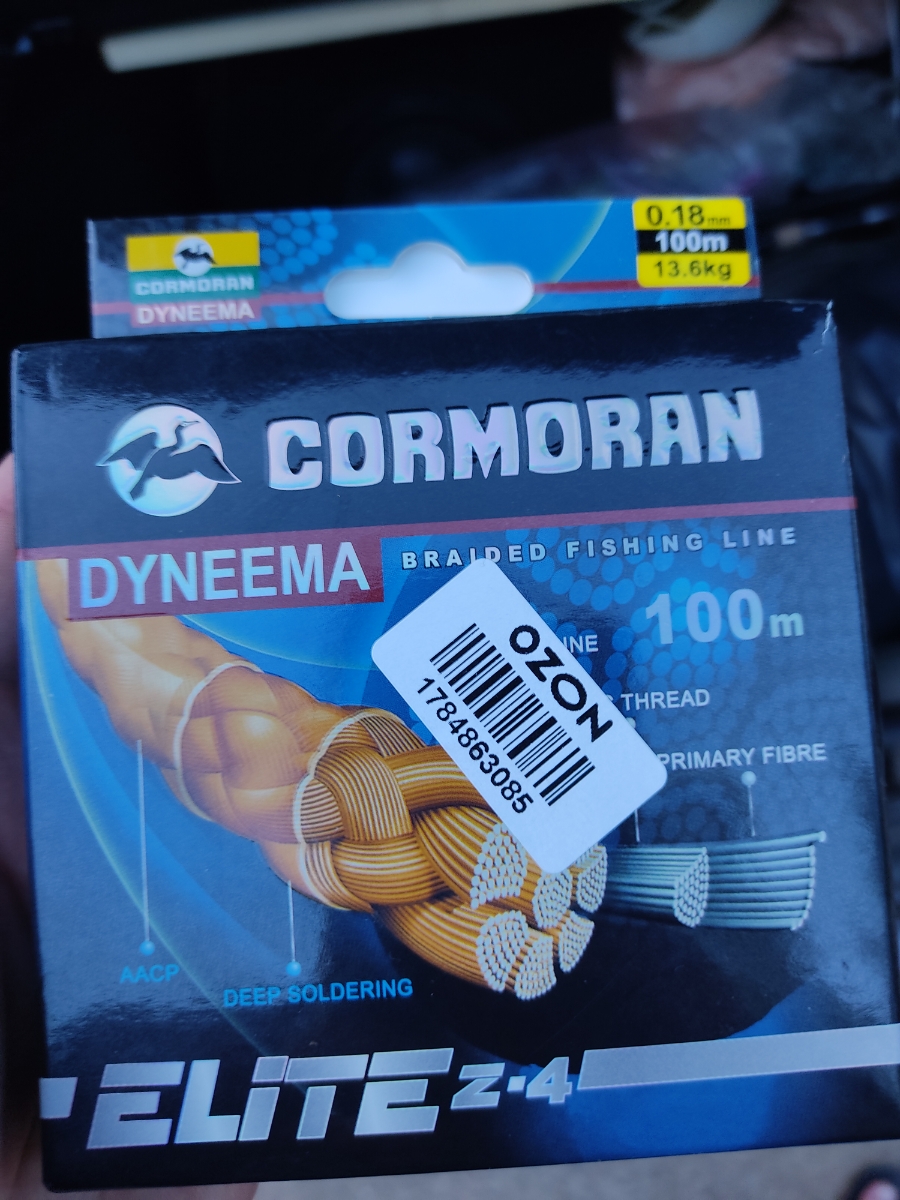 0.18mm
100m
13.6kg
CORMORAN
DYNEEMA
CORMORAN
DYNEEMA
BRAIDED FISHING LINE
100m
THREAD
PRIMARY FIBRE
OZON
1784863085
AACP
DEEP SOLDERING
ELITE Z-4